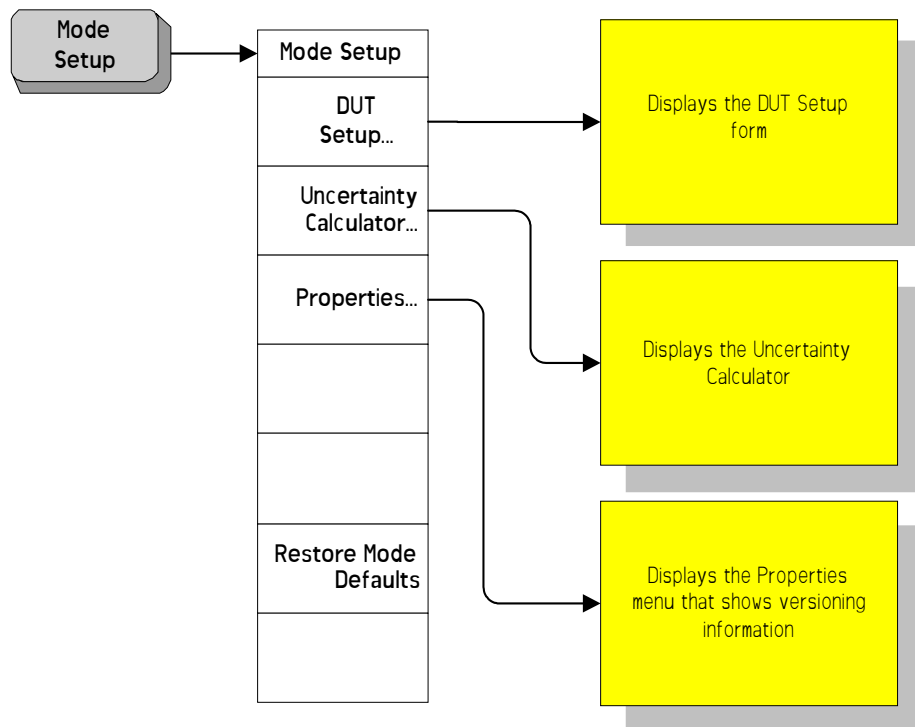 Mode
Setup
Mode Setup
DUT
Setup...
Uncertainty
Calculator...
Properties...
Restore Mode
Defaults
Displays the DUT Setup
form
Displays the Uncertainty
Calculator
Displays the Properties
menu that shows versioning
information